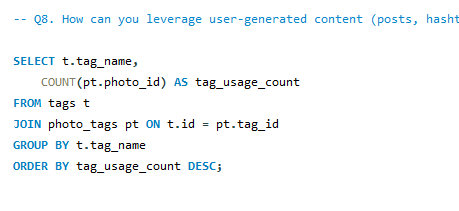 -- Q8. How can you leverage user-generated content (posts, hasht
SELECT t.tag_name,
    COUNT(pt.photo_id) AS tag_usage_count
FROM tags t
JOIN photo_tags pt ON t.id = pt.tag_id
GROUP BY t.tag_name
ORDER BY tag_usage_count DESC;